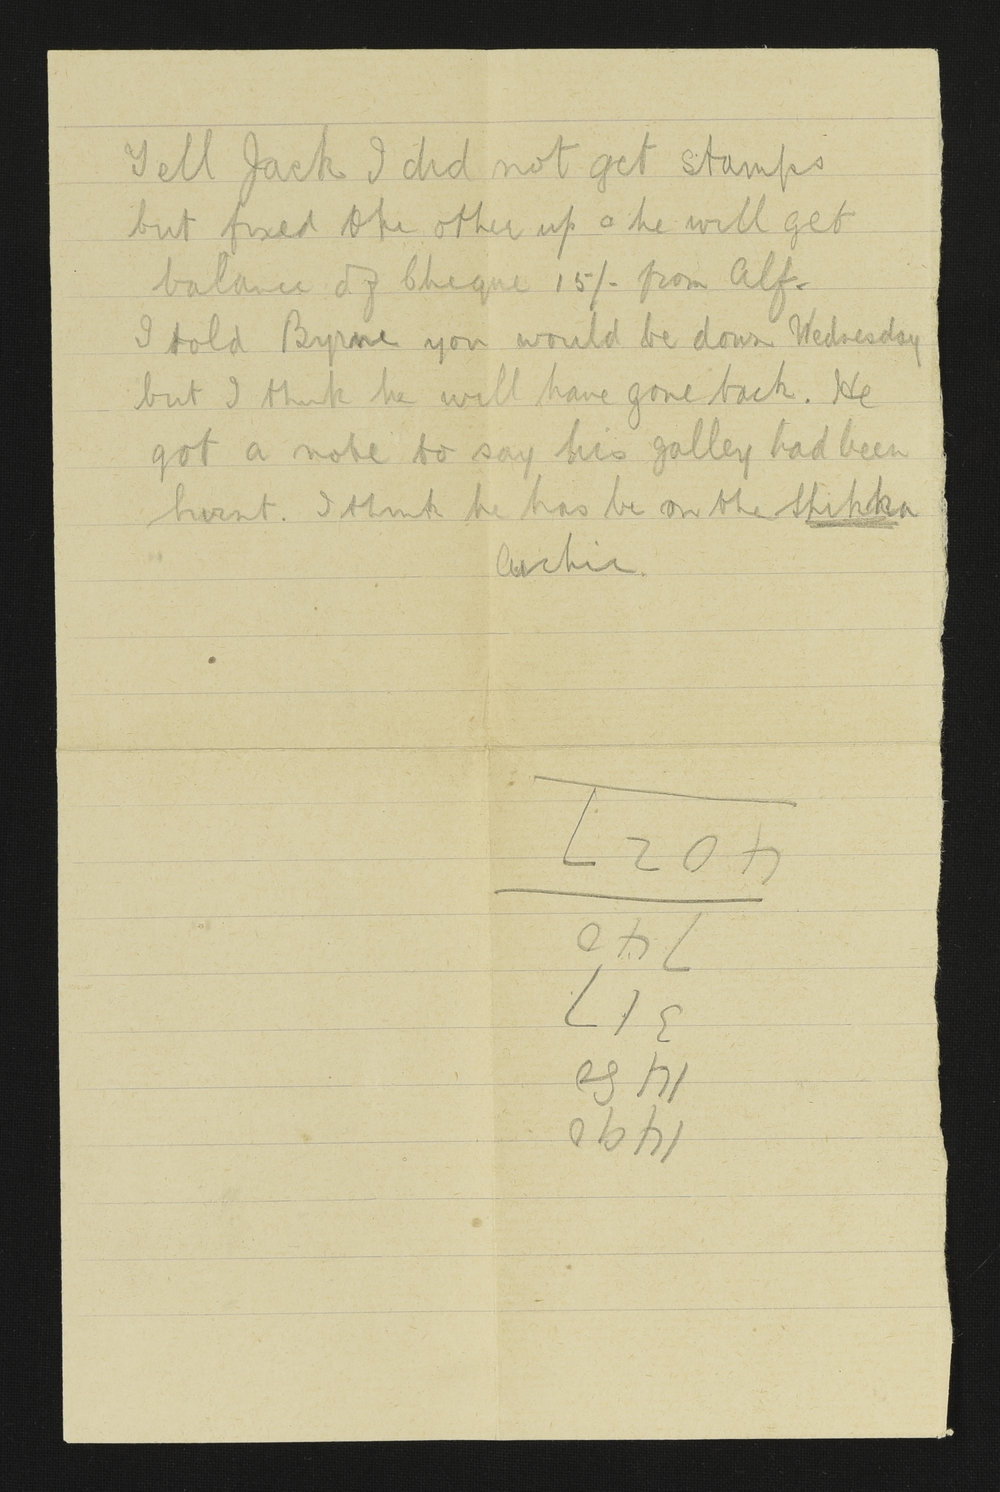 Tell Jack I did not get stamps
but fixed the other up & he will get
balance of Cheque 15/- from Alf.
I told Byrne you would be down Wednesday
but I think he will have gone back. He
got a note to say his galley had been
burnt. I think he has be on the Shikka
Archie.
1490
1480
317
740
4027